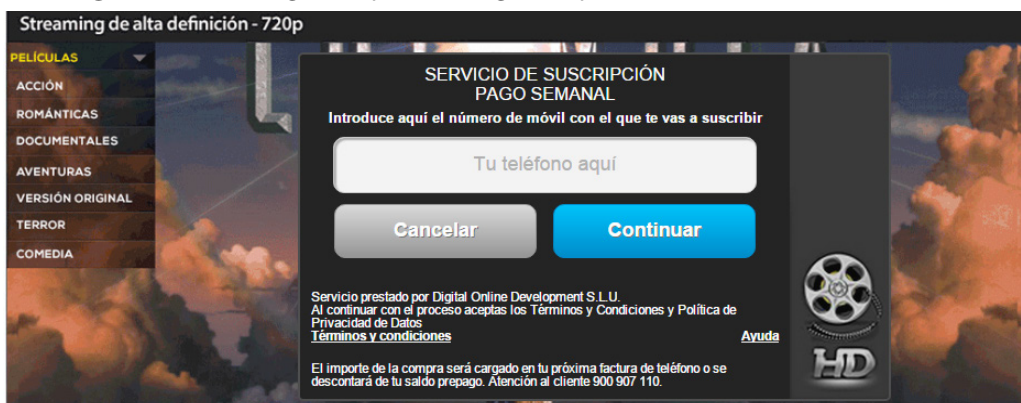 Streaming de alta definición - 720p
PELÍCULAS
ACCIÓN
ROMÁNTICAS
DOCUMENTALES
AVENTURAS
VERSIÓN ORIGINAL
TERROR
COMEDIA
SERVICIO DE SUSCRIPCIÓN
PAGO SEMANAL
Introduce aquí el número de móvil con el que te vas a suscribir
Tu teléfono aquí
Cancelar
Continuar
Servicio prestado por Digital Online Development S.L.U.
Al continuar con el proceso aceptas los Términos y Condiciones y Política de
Privacidad de Datos
Términos y condiciones
Ayuda
El importe de la compra será cargado en tu próxima factura de teléfono o se
descontará de tu saldo prepago. Atención al cliente 900 907 110.
HD